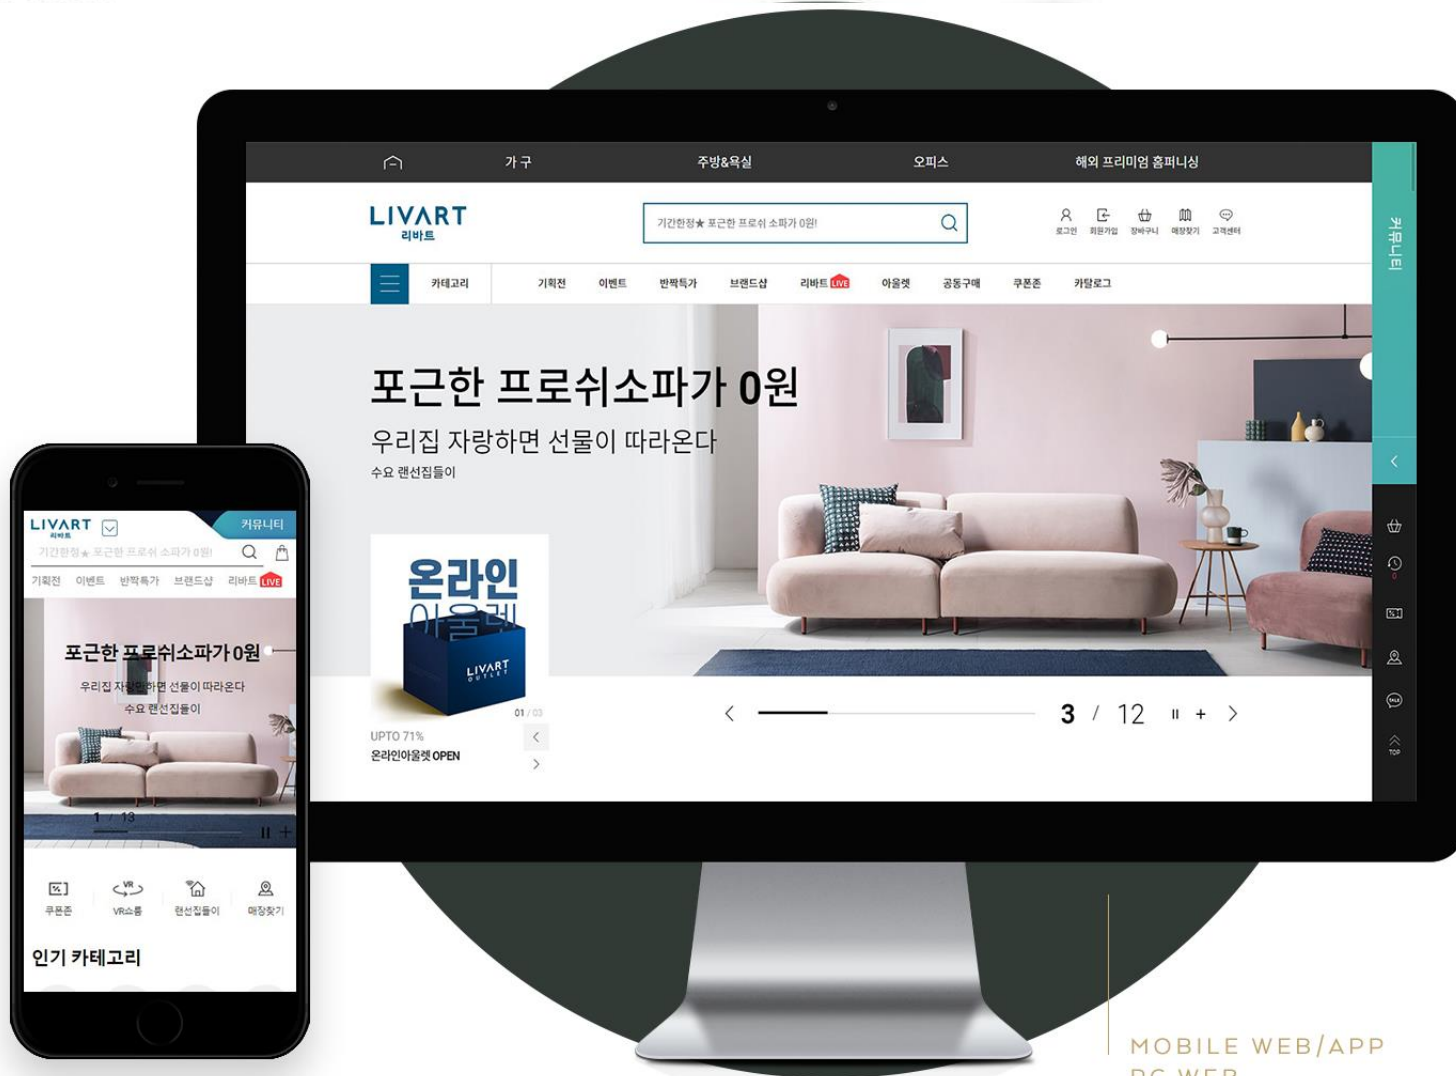 가구
주방&욕실
오피스
해외 프리미엄 홈퍼니싱
LIVART
리바트
기간한정★ 포근한 프로쉬 소파가 0원!
로그인
회원가입
장바구니
매장찾기
고객센터
카테고리
기획전
이벤트
반짝특가
브랜드샵
리바트 LIVE
아울렛
공동구매
쿠폰존
카달로그
포근한 프로쉬소파가 0원
우리집 자랑하면 선물이 따라온다
수요 랜선집들이
온라인
아울렛
LIVART
OUTLET
01 / 03
UPTO 71%
온라인아울렛 OPEN
3 / 12
커뮤니티
0
TALK
TOP
LIVART
리바트
커뮤니티
기간한정★ 포근한 프로쉬 소파가 0원!
기획전
이벤트
반짝특가
브랜드샵
리바트 LIVE
포근한 프로쉬소파가 0원
우리집 자랑만하면 선물이 따라온다
수요 랜선집들이
1 / 13
쿠폰존
VR
VR쇼룸
랜선집들이
매장찾기
인기 카테고리
MOBILE WEB/APP
PC WEB